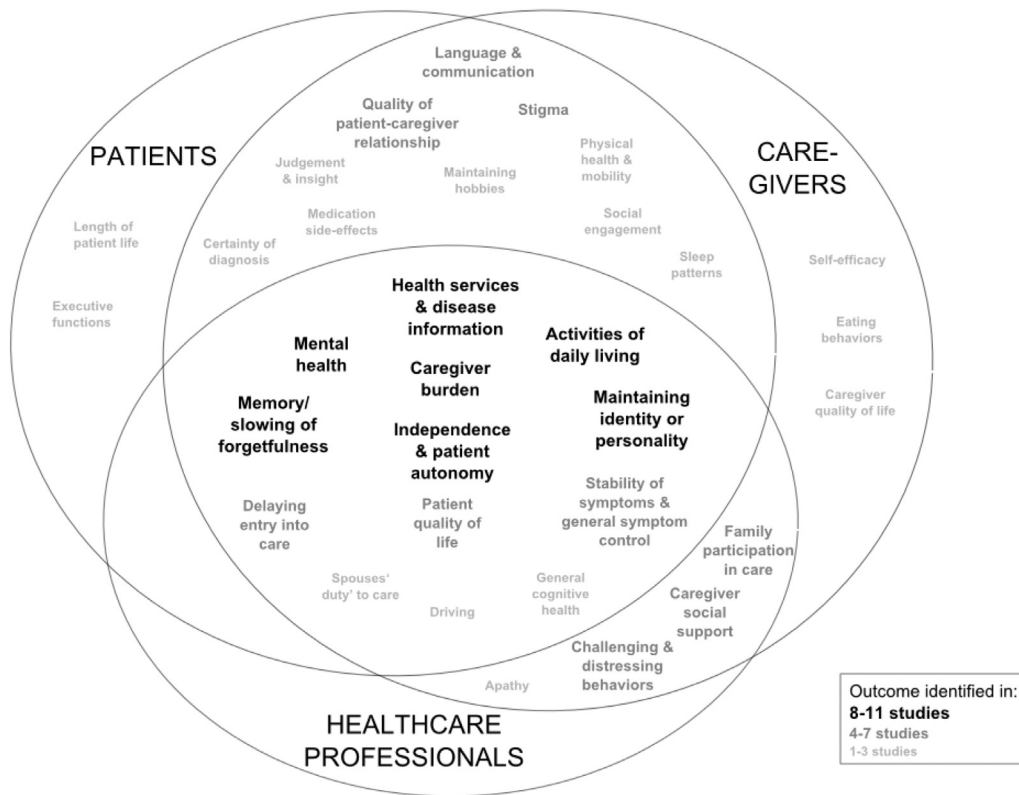 Language &
communication
Quality of
patient-caregiver
relationship
Stigma
PATIENTS
CARE-
GIVERS
Judgement
& insight
Maintaining
hobbies
Physical
health &
mobility
Length of
patient life
Certainty of
diagnosis
Medication
side-effects
Social
engagement
Sleep
patterns
Self-efficacy
Executive
functions
Eating
behaviors
Caregiver
quality of life
Health services
& disease
information
Mental
health
Activities of
daily living
Caregiver
burden
Memory/
slowing of
forgetfulness
Maintaining
identity or
personality
Independence
& patient
autonomy
Delaying
entry into
care
Patient
quality of
life
Stability of
symptoms &
general symptom
control
Family
participation
in care
Spouses‘
duty’ to care
Driving
General
cognitive
health
Caregiver
social
support
Challenging &
distressing
behaviors
Apathy
HEALTHCARE
PROFESSIONALS
Outcome identified in:
8-11 studies
4-7 studies
1-3 studies